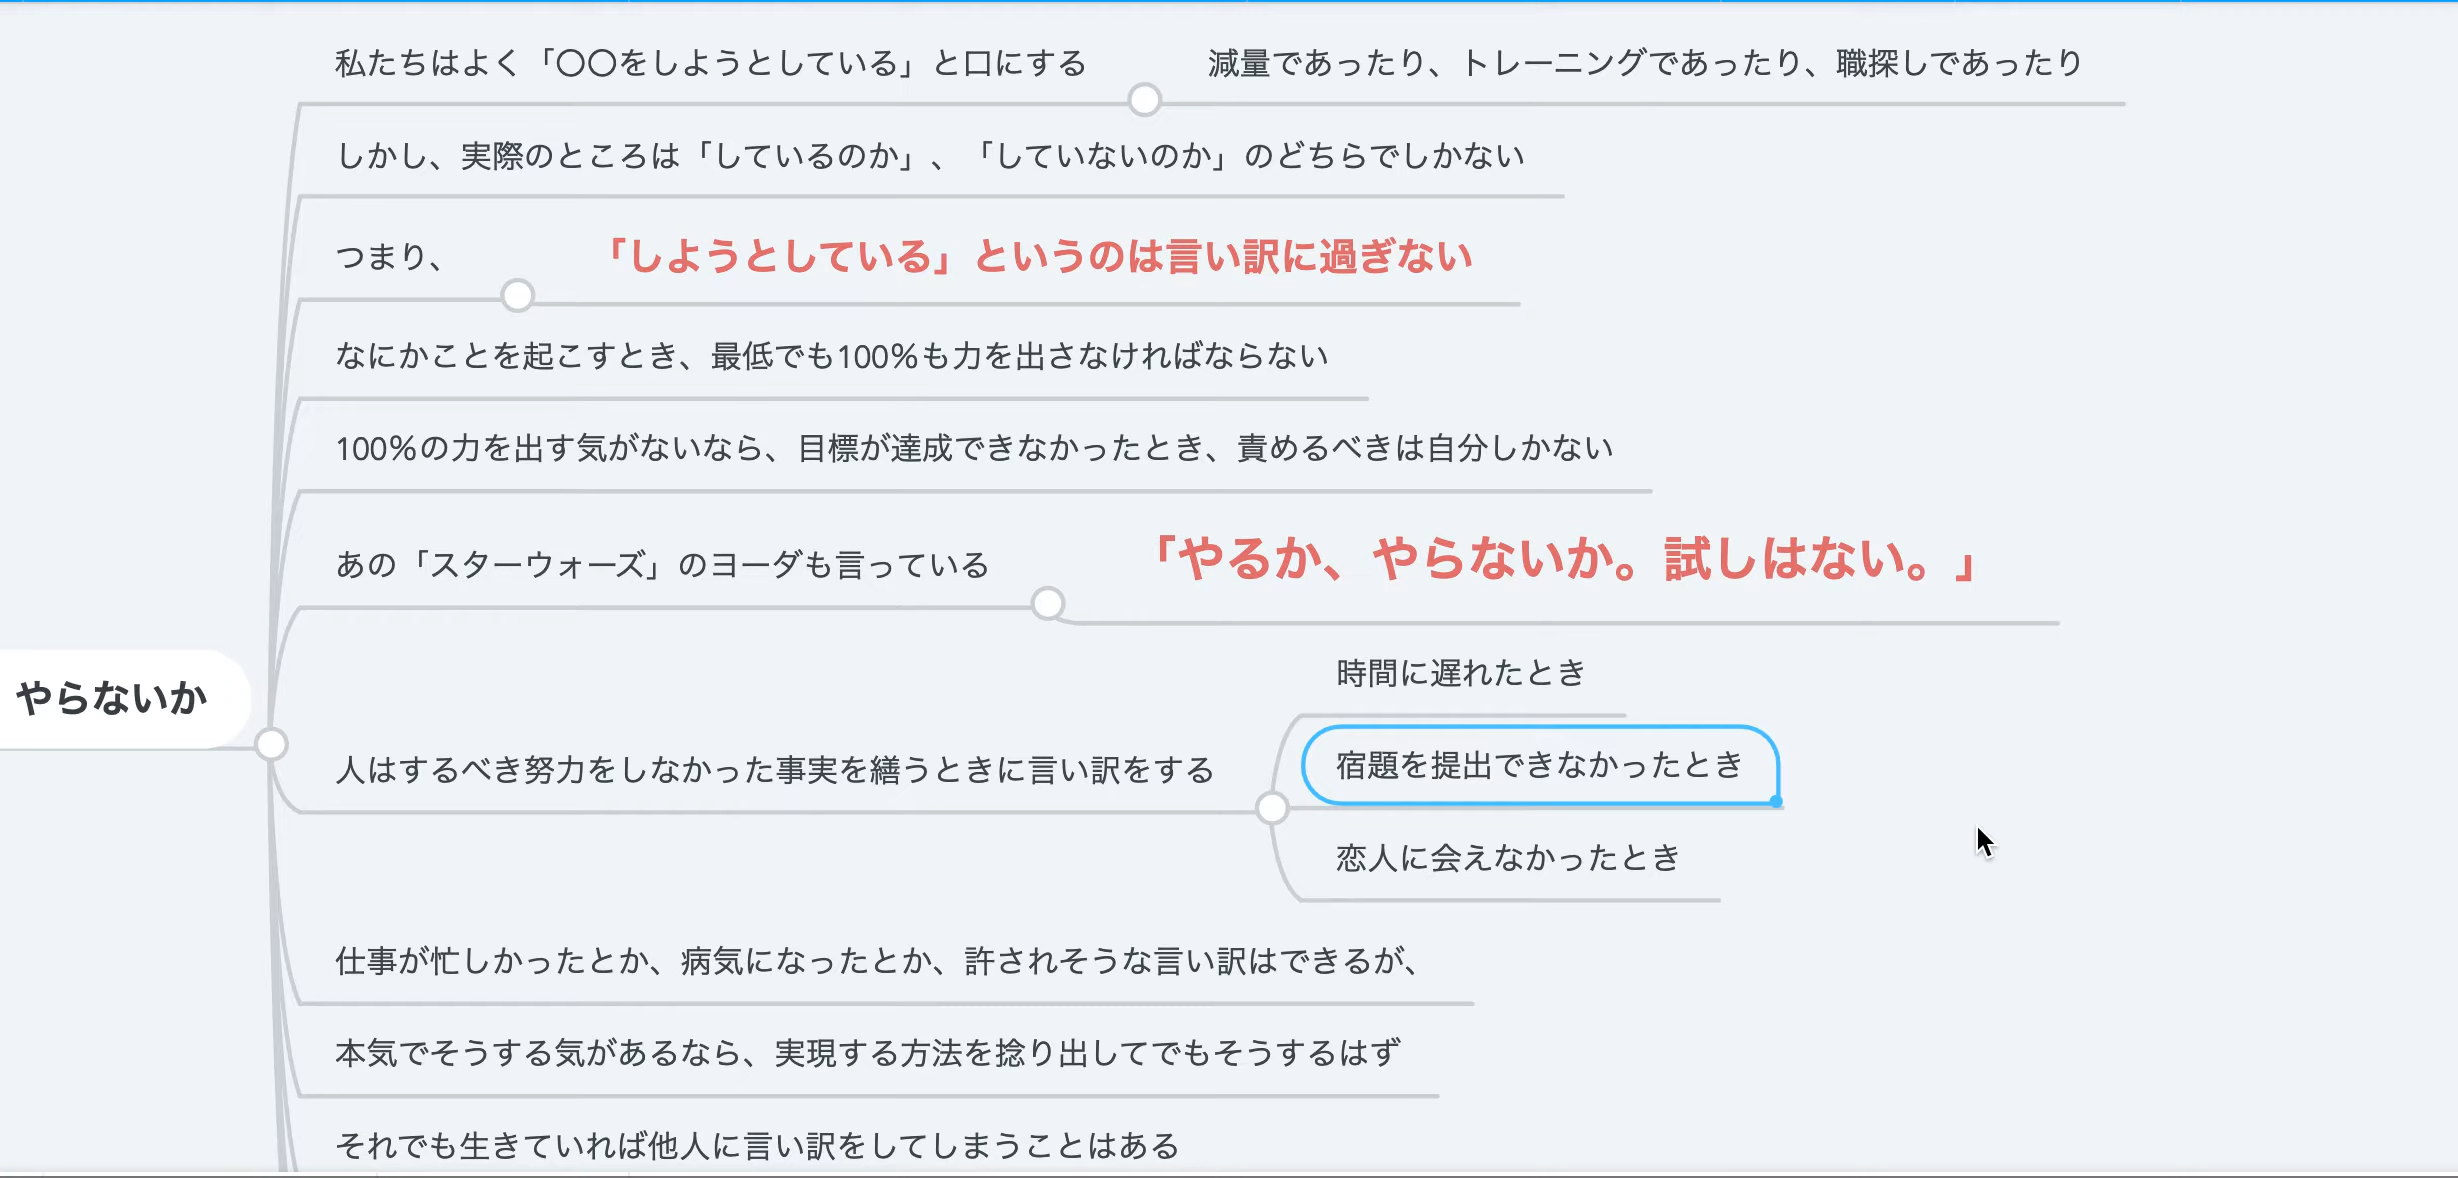 私たちはよく「〇〇をしようとしている」と口にする
減量であったり、トレーニングであったり、職探しであったり
しかし、実際のところは「しているのか」、「していないのか」のどちらでしかない
つまり、
「しようとしている」というのは言い訳に過ぎない
なにかことを起こすとき、最低でも100%も力を出さなければならない
100%の力を出す気がないなら、目標が達成できなかったとき、責めるべきは自分しかない
あの「スターウォーズ」のヨーダも言っている
「やるか、やらないか。試しはない。」
やらないか
人はするべき努力をしなかった事実を繕うときに言い訳をする
時間に遅れたとき
宿題を提出できなかったとき
恋人に会えなかったとき
仕事が忙しかったとか、病気になったとか、許されそうな言い訳はできるが、
本気でそうする気があるなら、実現する方法を捻り出してでもそうするはず
それでも生きていれば他人に言い訳をしてしまうことはある